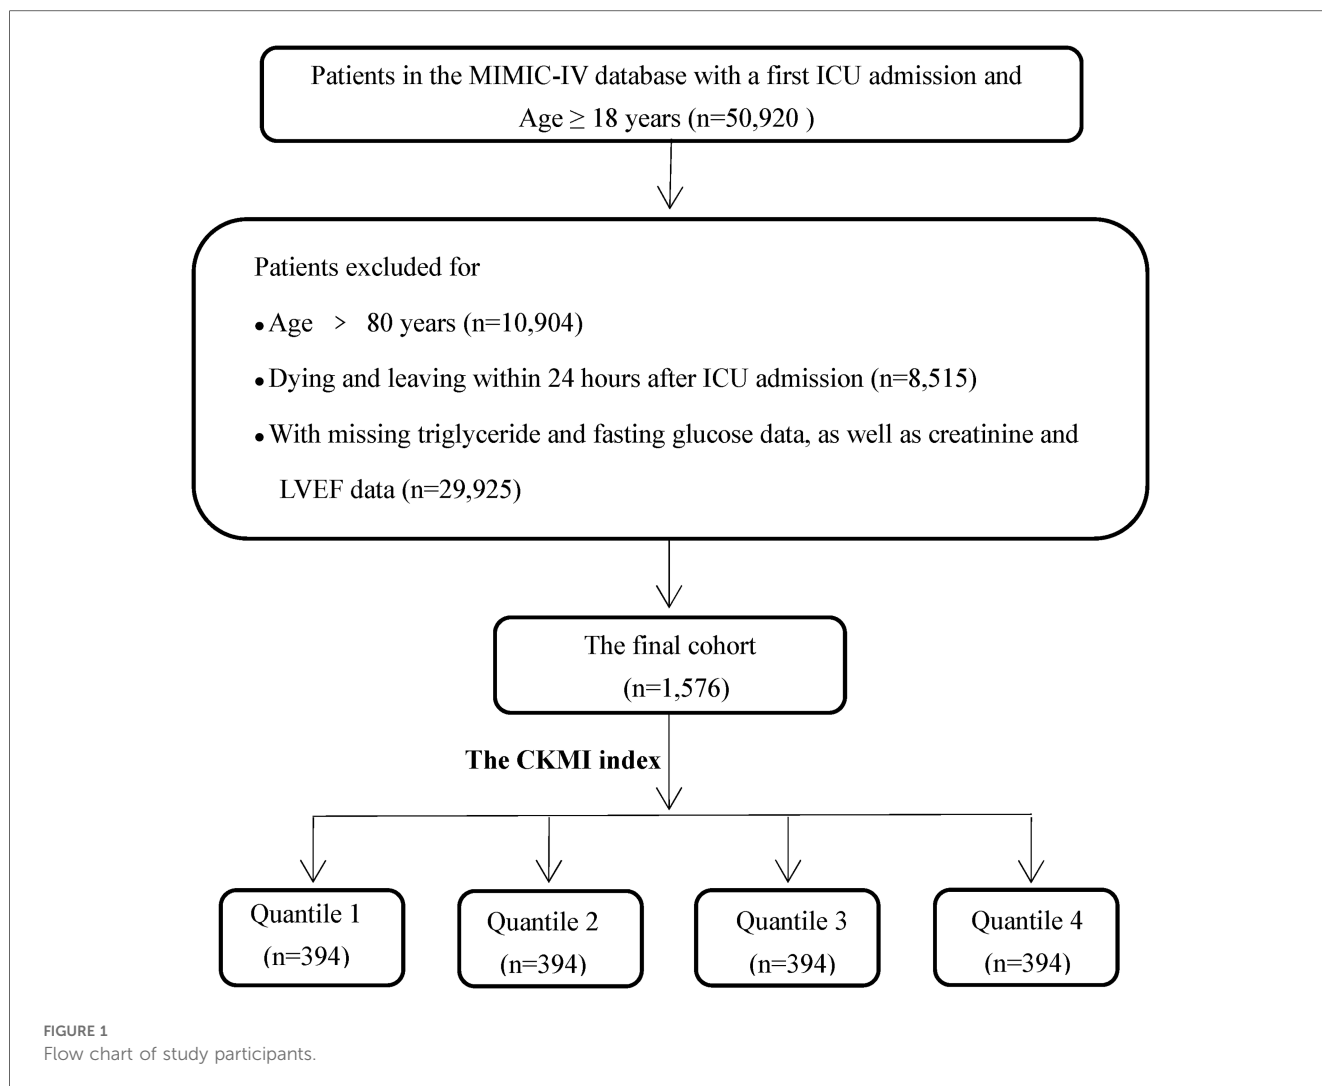 Patients in the MIMIC-IV database with a first ICU admission and
Age ≥ 18 years (n=50,920 )
Patients excluded for
• Age > 80 years (n=10,904)
• Dying and leaving within 24 hours after ICU admission (n=8,515)
• With missing triglyceride and fasting glucose data, as well as creatinine and
LVEF data (n=29,925)
The final cohort
(n=1,576)
The CKMI index
Quantile 1
(n=394)
Quantile 2
(n=394)
Quantile 3
(n=394)
Quantile 4
(n=394)
FIGURE 1
Flow chart of study participants.